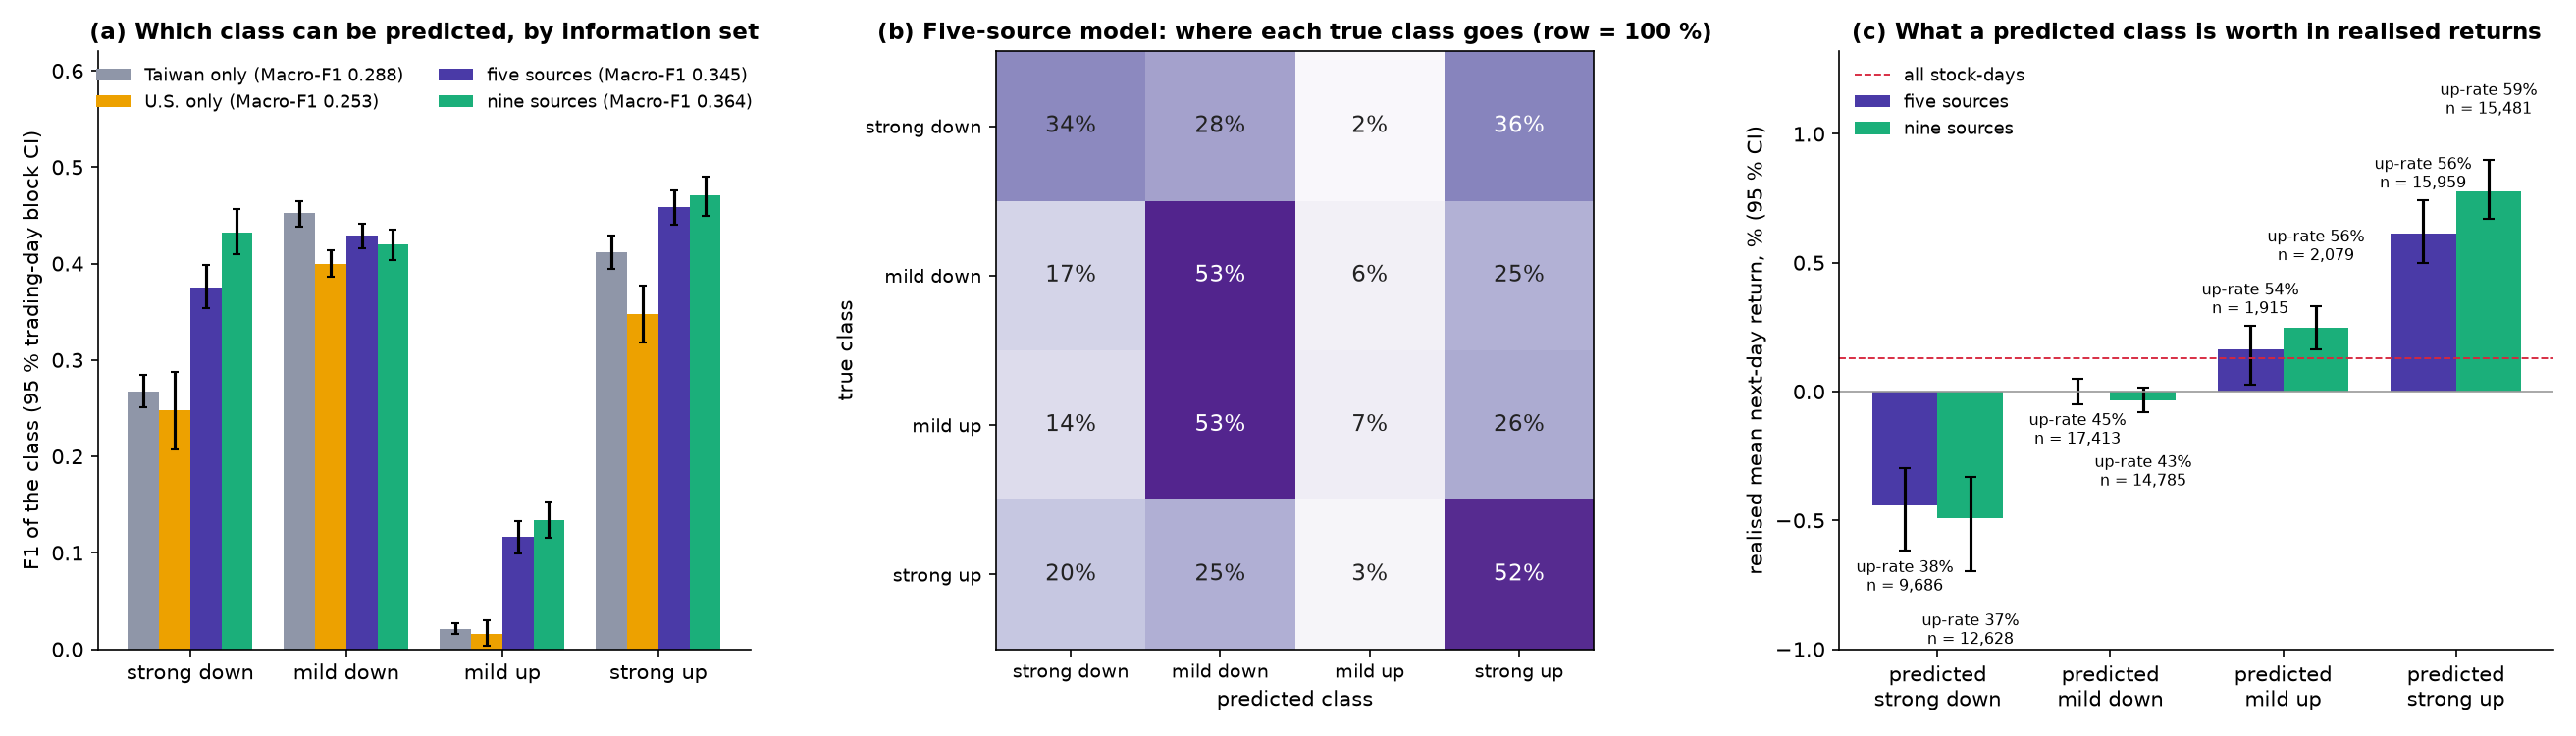 (a) Which class can be predicted, by information set
0.6
0.5
0.4
0.3
0.2
0.1
0.0
F1 of the class (95 % trading-day block CI)
Taiwan only (Macro-F1 0.288)
U.S. only (Macro-F1 0.253)
five sources (Macro-F1 0.345)
nine sources (Macro-F1 0.364)
strong down
mild down
mild up
strong up
(b) Five-source model: where each true class goes (row = 100 %)
true class
strong down
34%
28%
2%
36%
mild down
17%
53%
6%
25%
mild up
14%
53%
7%
26%
strong up
20%
25%
3%
52%
strong down
mild down
mild up
strong up
predicted class
(c) What a predicted class is worth in realised returns
realised mean next-day return, % (95 % CI)
1.0
0.5
0.0
−0.5
−1.0
all stock-days
five sources
nine sources
up-rate 38%
n = 9,686
up-rate 37%
n = 12,628
up-rate 45%
n = 17,413
up-rate 43%
n = 14,785
up-rate 54%
n = 1,915
up-rate 56%
n = 2,079
up-rate 56%
n = 15,959
up-rate 59%
n = 15,481
predicted
strong down
predicted
mild down
predicted
mild up
predicted
strong up